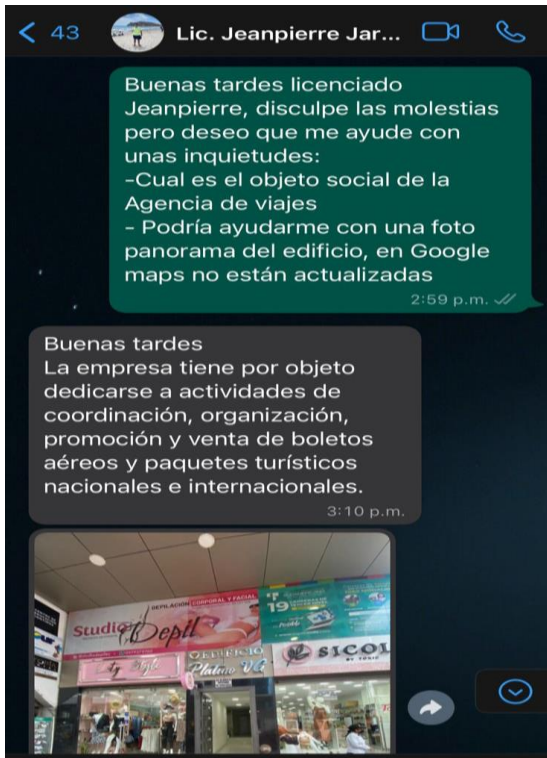 43
Lic. Jeanpierre Jar...
Buenas tardes licenciado
Jeanpierre, disculpe las molestias
pero deseo que me ayude con
unas inquietudes:
-Cual es el objeto social de la
Agencia de viajes
- Podría ayudarme con una foto
panorama del edificio, en Google
maps no están actualizadas
2:59 p.m.
Buenas tardes
La empresa tiene por objeto
dedicarse a actividades de
coordinación, organización,
promoción y venta de boletos
aéreos y paquetes turísticos
nacionales e internacionales.
3:10 p.m.
DEPILACIÓN CORPORAL Y FACIAL
Studio Depil
19
EDIFICIO
Platino VG
SICOL